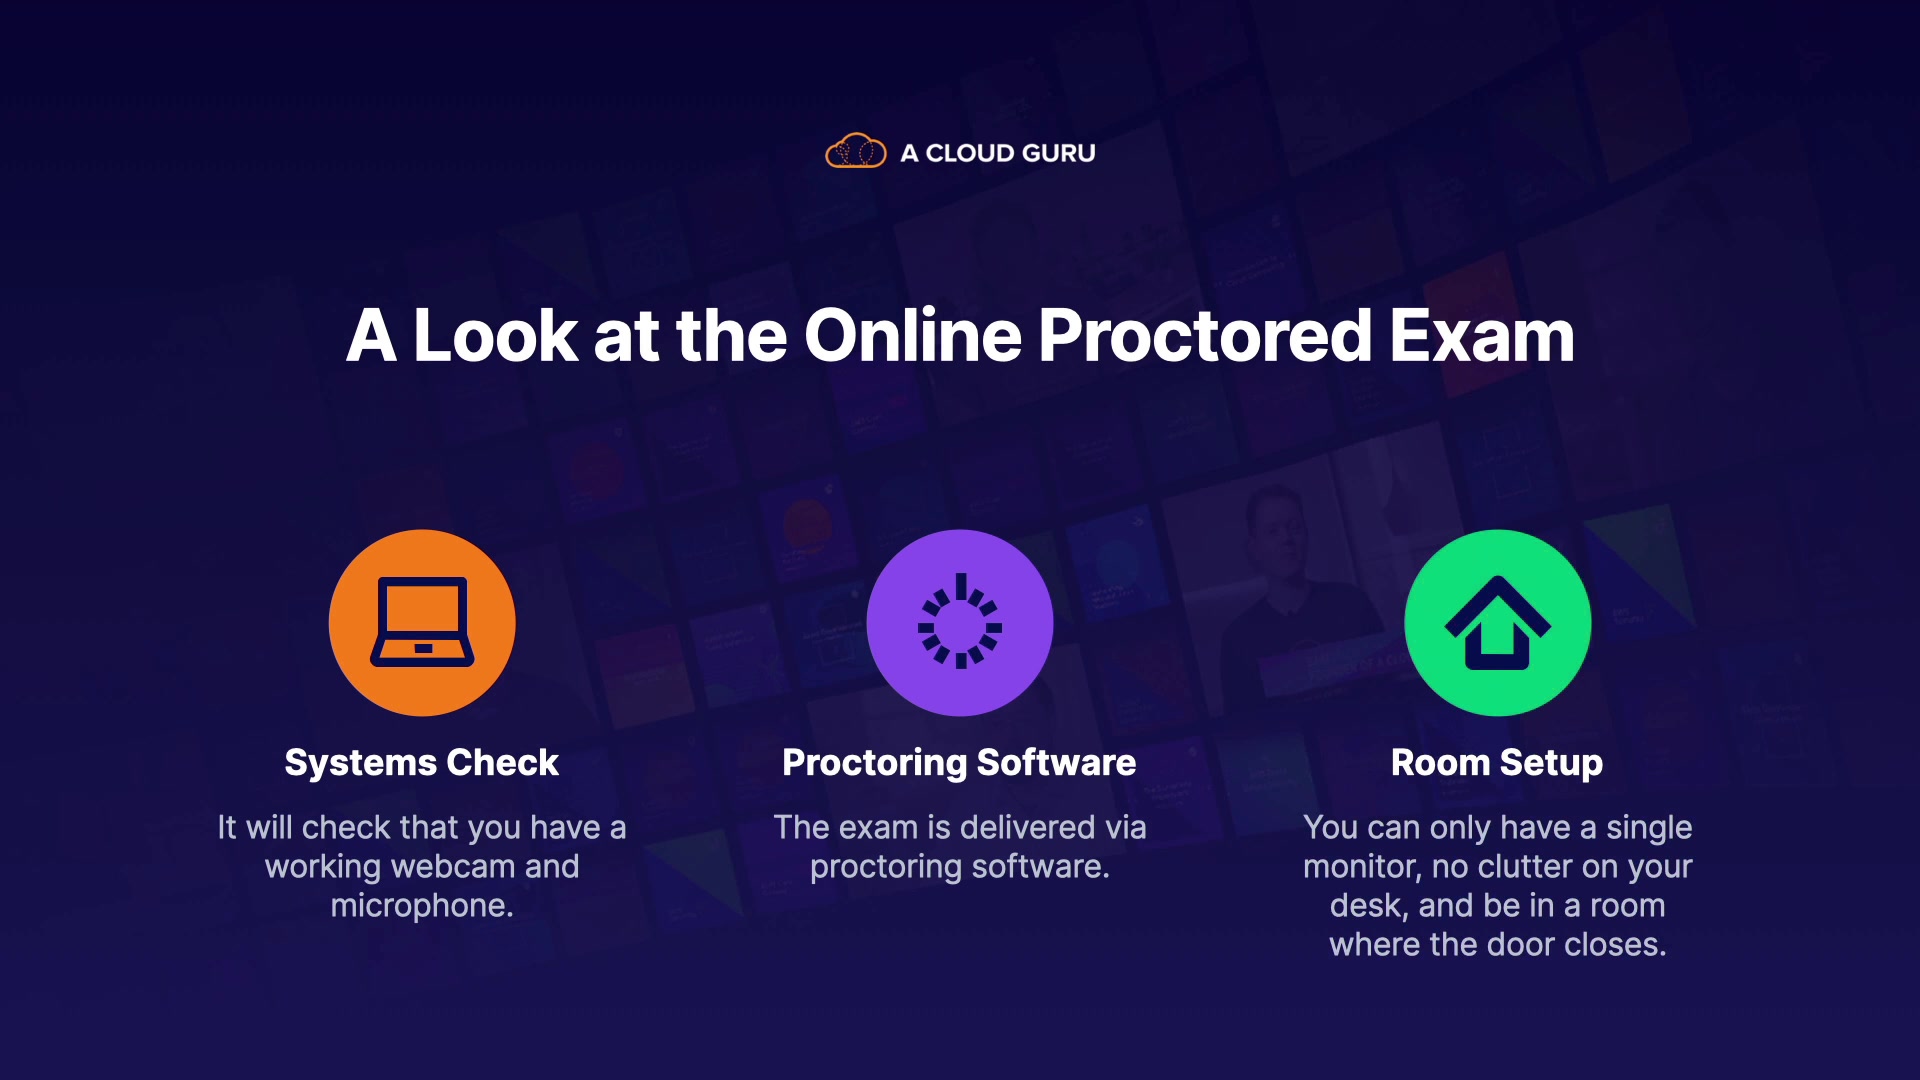 A CLOUD GURU
A Look at the Online Proctored Exam
Systems Check
It will check that you have a
working webcam and
microphone.
Proctoring Software
The exam is delivered via
proctoring software.
Room Setup
You can only have a single
monitor, no clutter on your
desk, and be in a room
where the door closes.